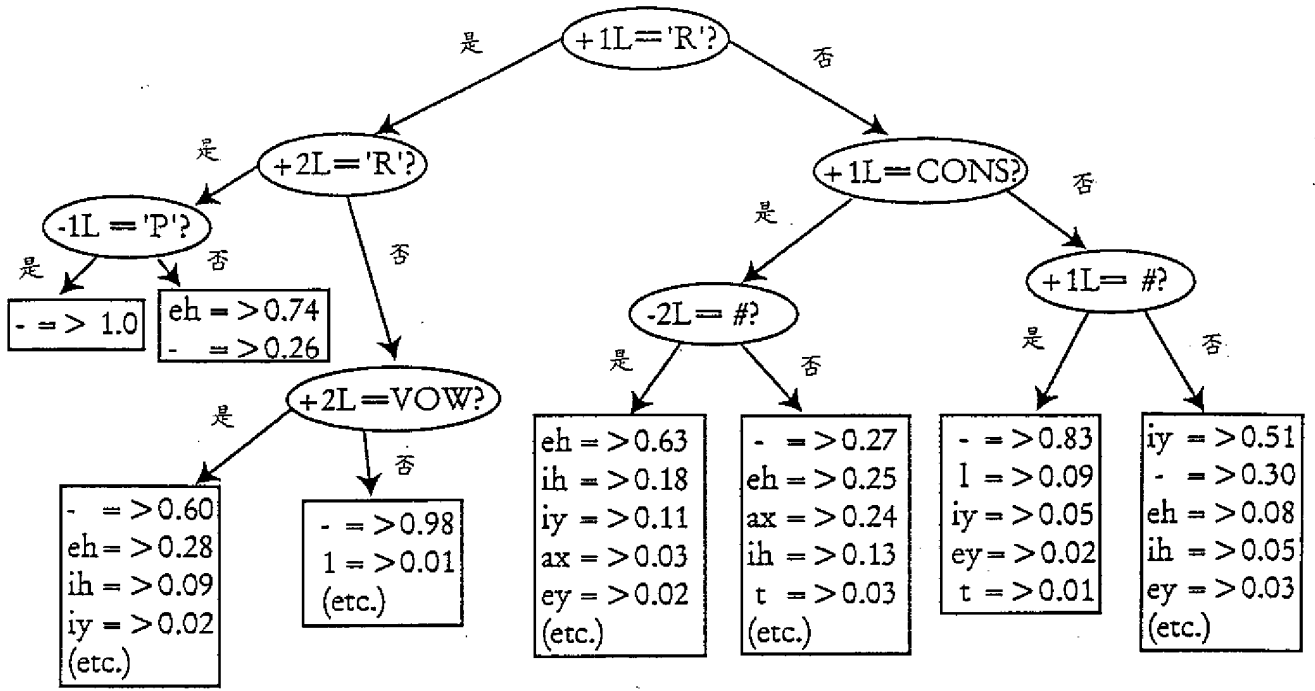 +1L=='R'?
是
否
+2L=='R'?
+1L=CONS?
是
否
是
否
-1L=='P'?
+1L= #?
是
否
-2L= #?
- => 1.0
eh =>0.74
- =>0.26
是
否
是
否
+2L=VOW?
是
否
- =>0.60
eh=>0.28
ih =>0.09
iy =>0.02
(etc.)
- =>0.98
1 =>0.01
(etc.)
eh =>0.63
ih =>0.18
iy =>0.11
ax =>0.03
ey =>0.02
(etc.)
- =>0.27
eh =>0.25
ax =>0.24
ih =>0.13
t =>0.03
(etc.)
- =>0.83
I =>0.09
iy =>0.05
ey=>0.02
t =>0.01
iy =>0.51
- =>0.30
eh =>0.08
ih =>0.05
ey =>0.03
(etc.)